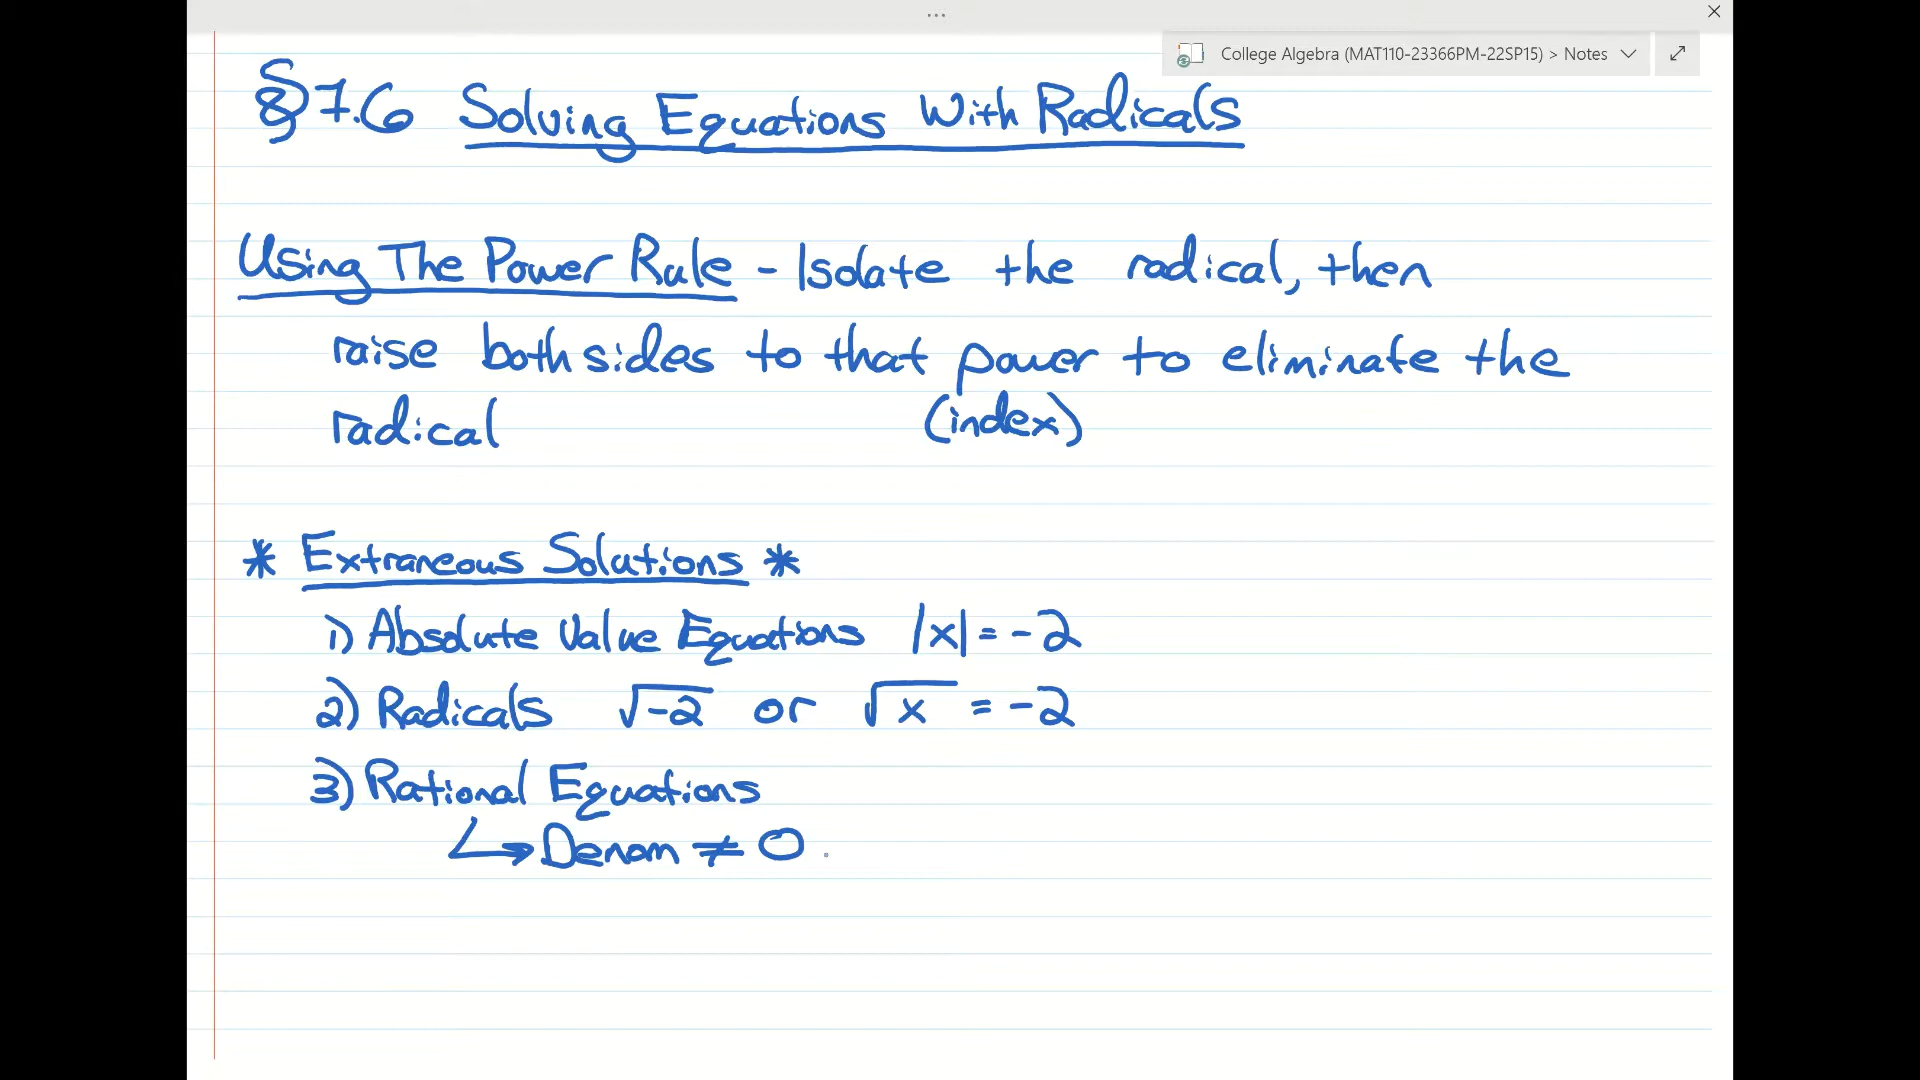 College Algebra (MAT110-23366PM-22SP15) > Notes
§ 7.6 Solving Equations With Radicals
Using The Power Rule - Isolate the radical, then
raise both sides to that power to eliminate the
radical (index)
* Extraneous Solutions *
1) Absolute Value Equations |x| = -2
2) Radicals √-2 or √x = -2
3) Rational Equations
↳ Denom ≠ 0